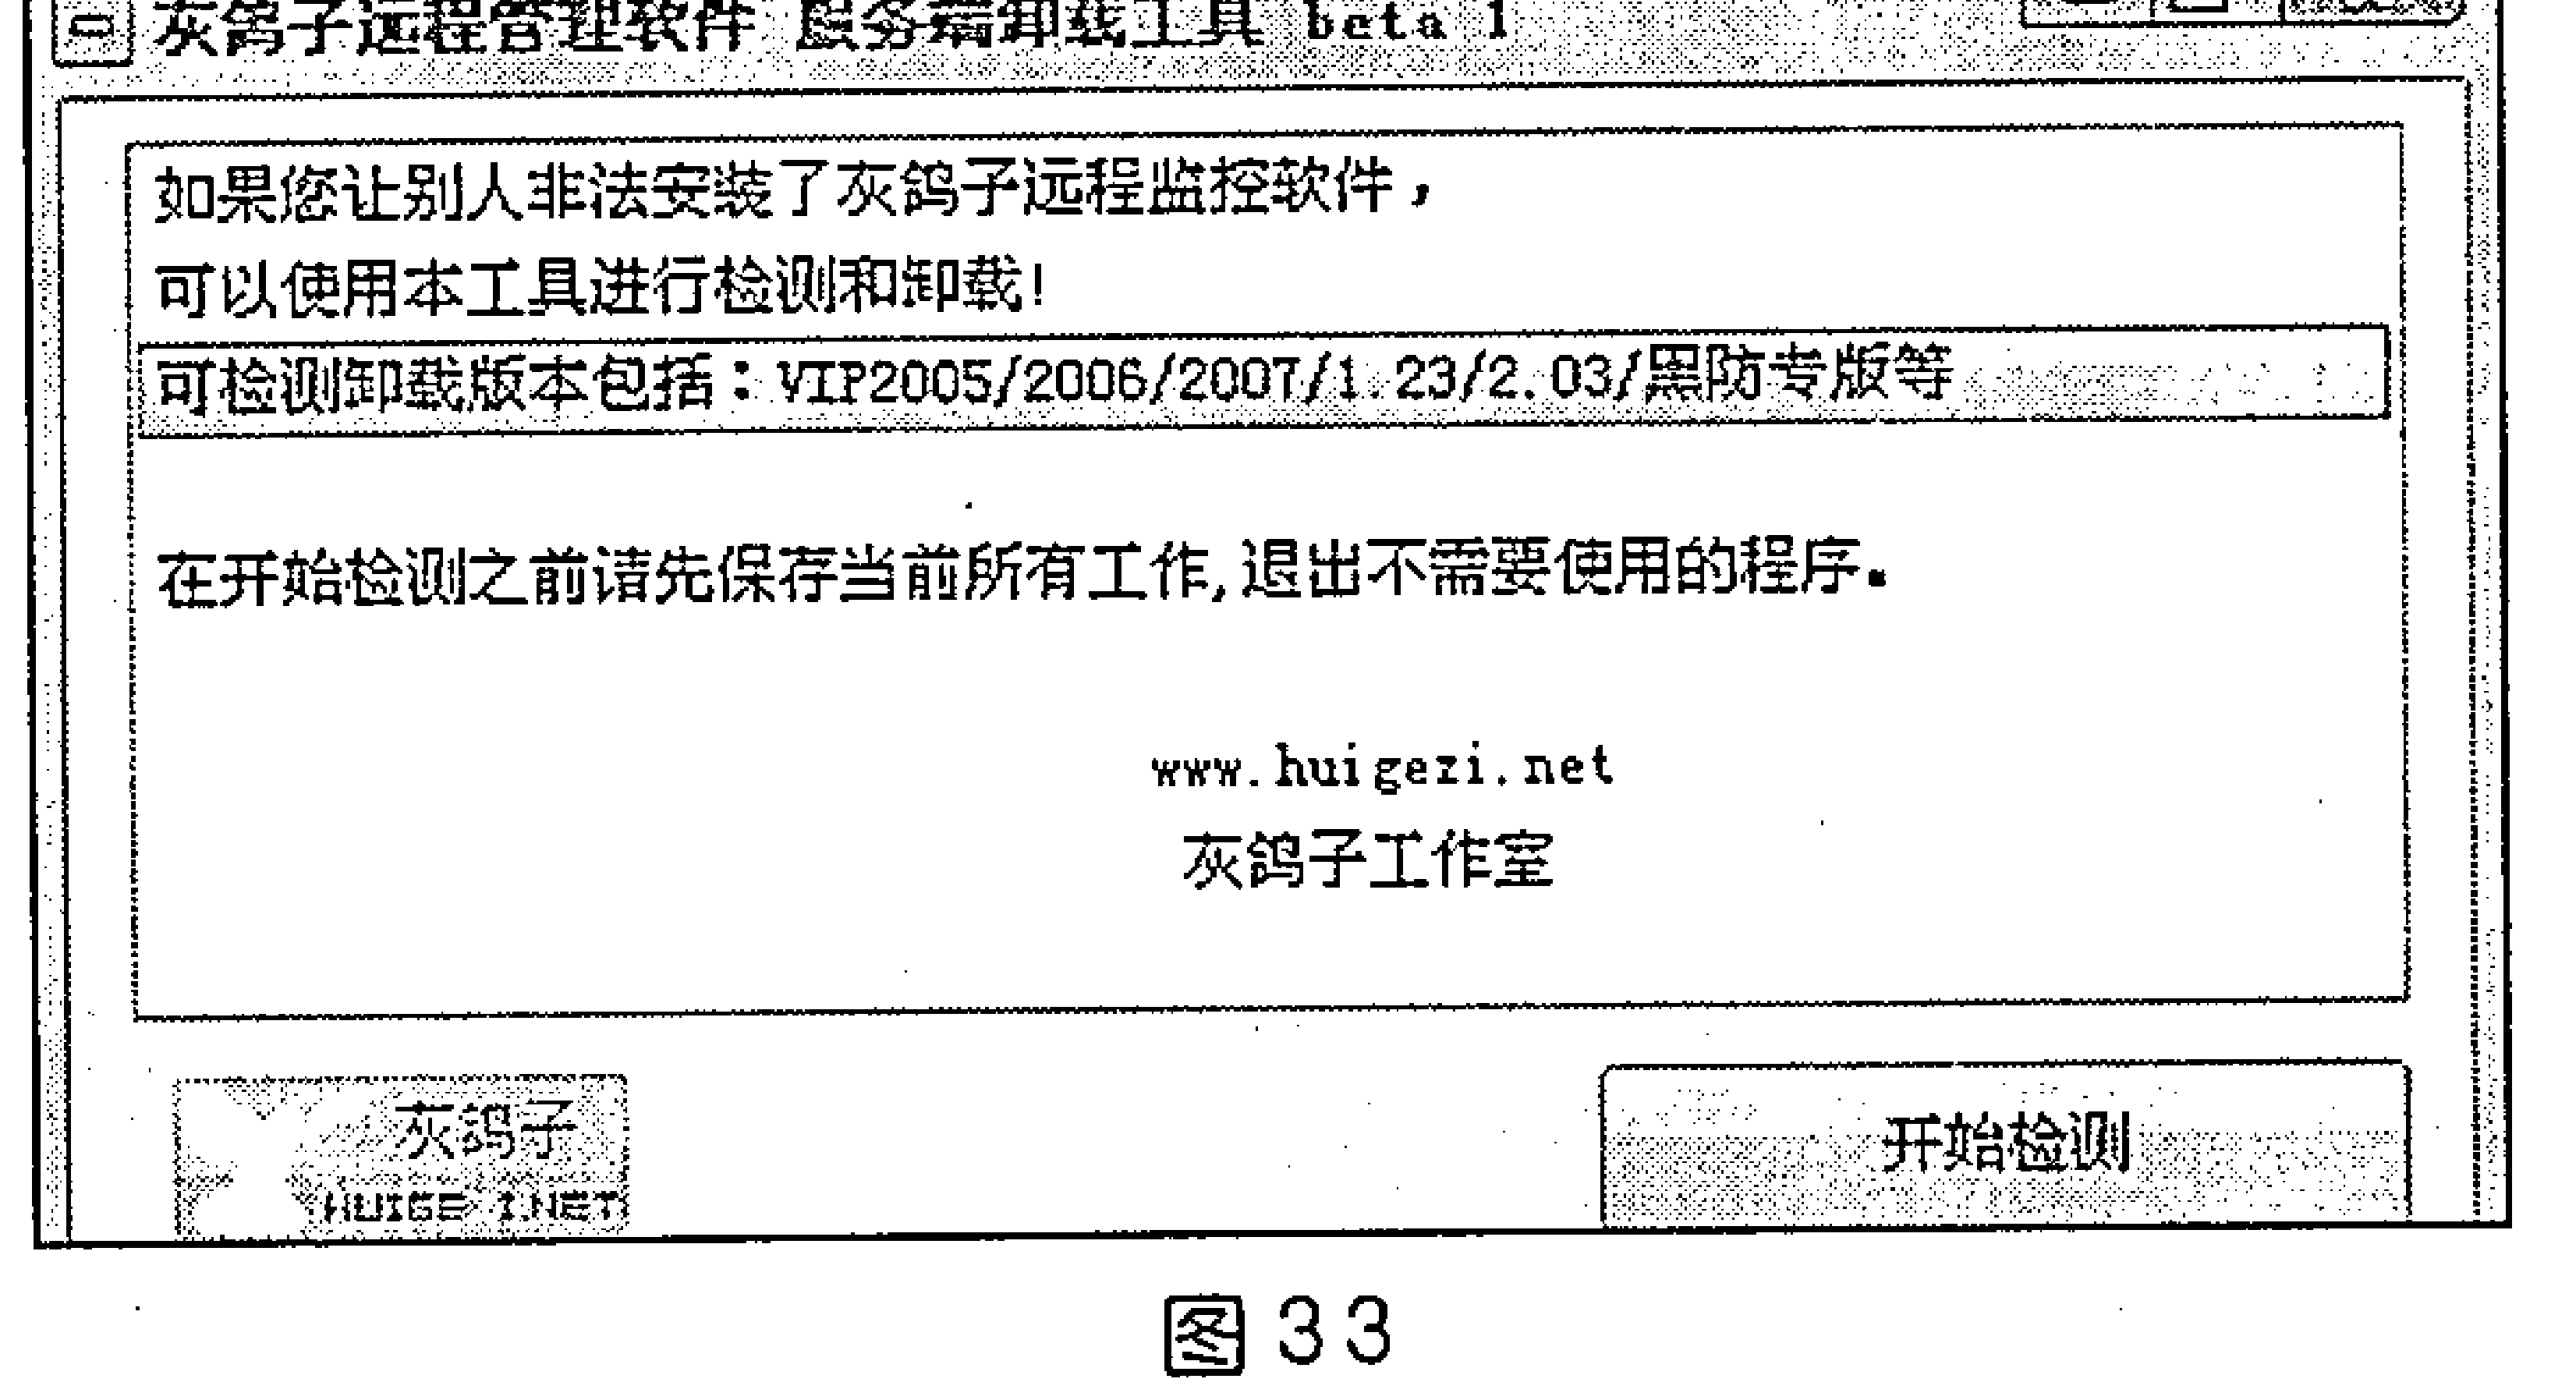 灰鸽子远程管理软件 服务端卸载工具 beta 1
如果您让别人非法安装了灰鸽子远程监控软件，
可以使用本工具进行检测和卸载!
可检测卸载版本包括：VIP2005/2006/2007/1.23/2.03/黑防专版等
在开始检测之前请先保存当前所有工作,退出不需要使用的程序。
www.huigezi.net
灰鸽子工作室
灰鸽子
开始检测
图33